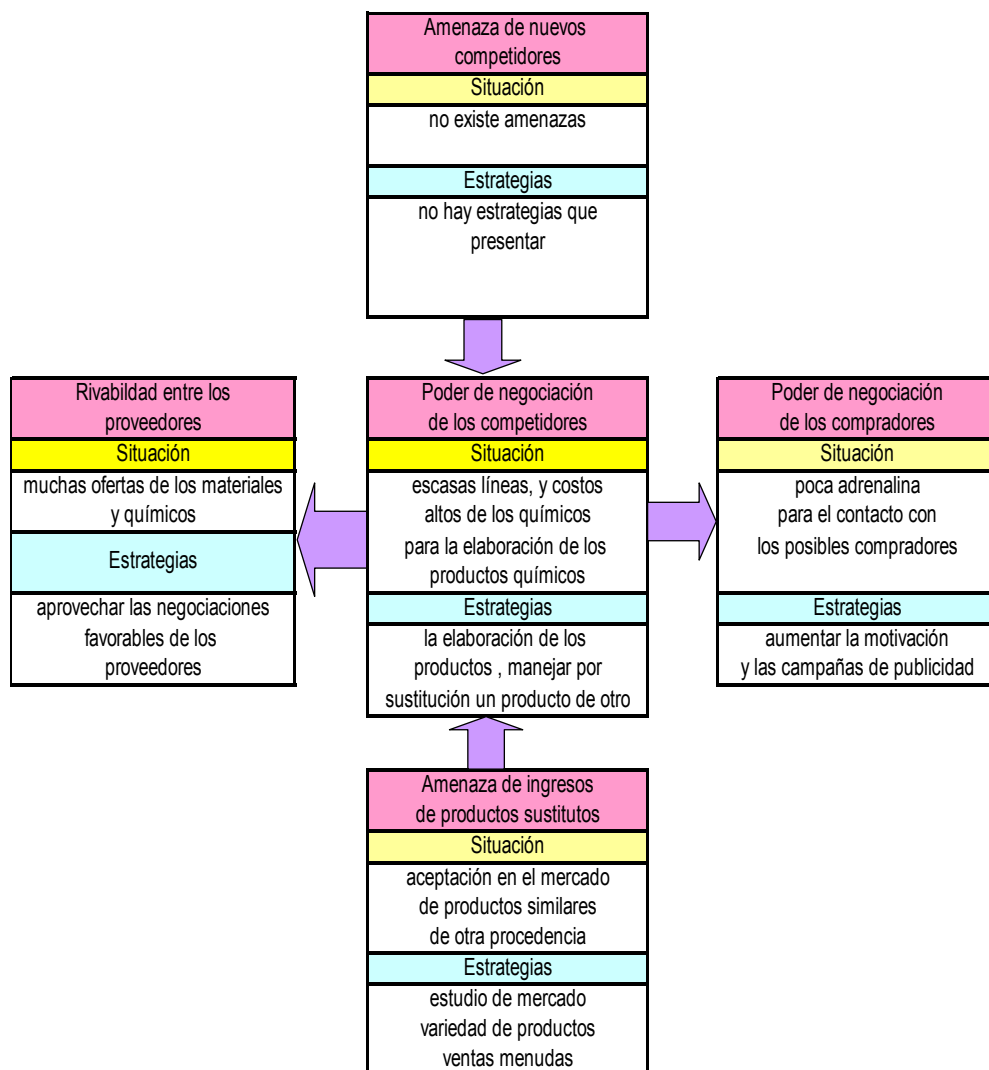 Amenaza de nuevos
competidores
Situación
no existe amenazas
Estrategias
no hay estrategias que
presentar
Rivabildad entre los
proveedores
Situación
muchas ofertas de los materiales
y químicos
Estrategias
aprovechar las negociaciones
favorables de los
proveedores
Poder de negociación
de los competidores
Situación
escasas líneas, y costos
altos de los químicos
para la elaboración de los
productos químicos
Estrategias
la elaboración de los
productos , manejar por
sustitución un producto de otro
Poder de negociación
de los compradores
Situación
poca adrenalina
para el contacto con
los posibles compradores
Estrategias
aumentar la motivación
y las campañas de publicidad
Amenaza de ingresos
de productos sustitutos
Situación
aceptación en el mercado
de productos similares
de otra procedencia
Estrategias
estudio de mercado
variedad de productos
ventas menudas